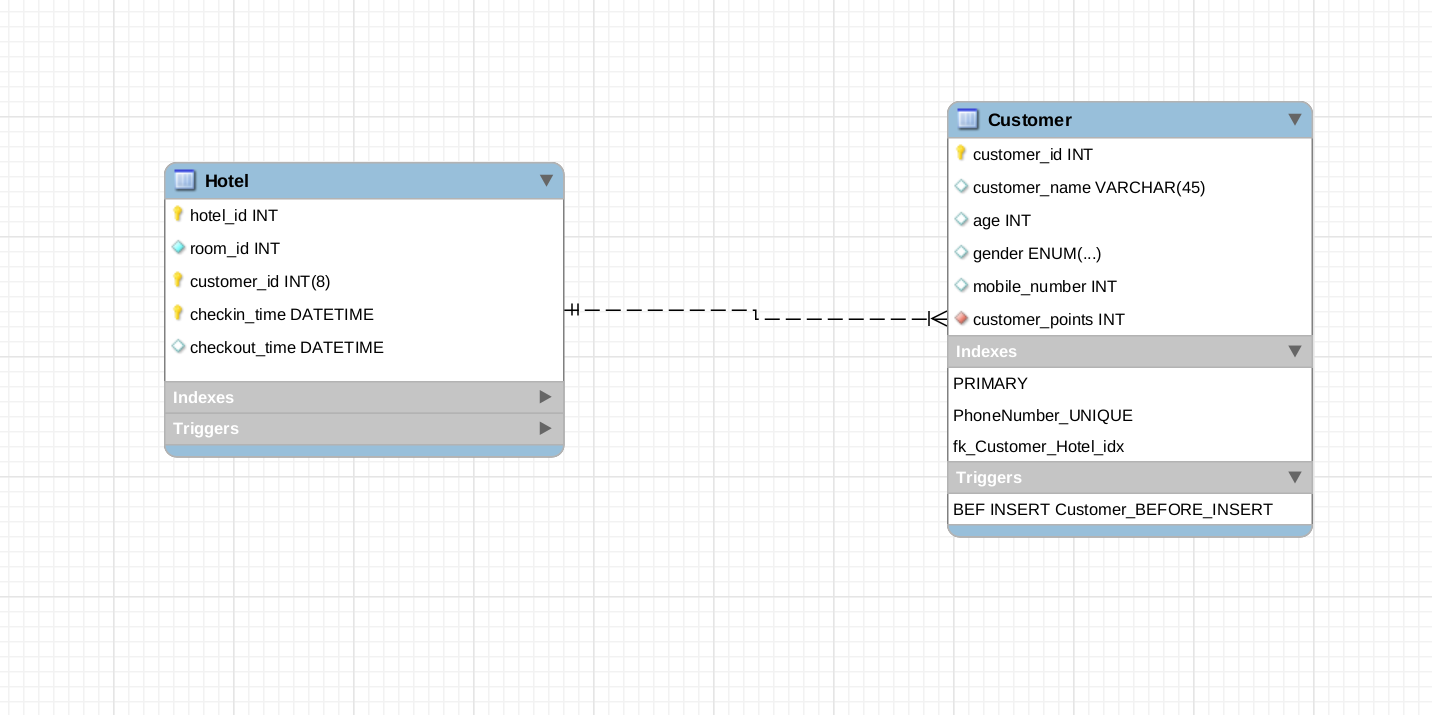 Hotel
hotel_id INT
room_id INT
customer_id INT(8)
checkin_time DATETIME
checkout_time DATETIME
Indexes
Triggers
Customer
customer_id INT
customer_name VARCHAR(45)
age INT
gender ENUM(...)
mobile_number INT
customer_points INT
Indexes
PRIMARY
PhoneNumber_UNIQUE
fk_Customer_Hotel_idx
Triggers
BEF INSERT Customer_BEFORE_INSERT